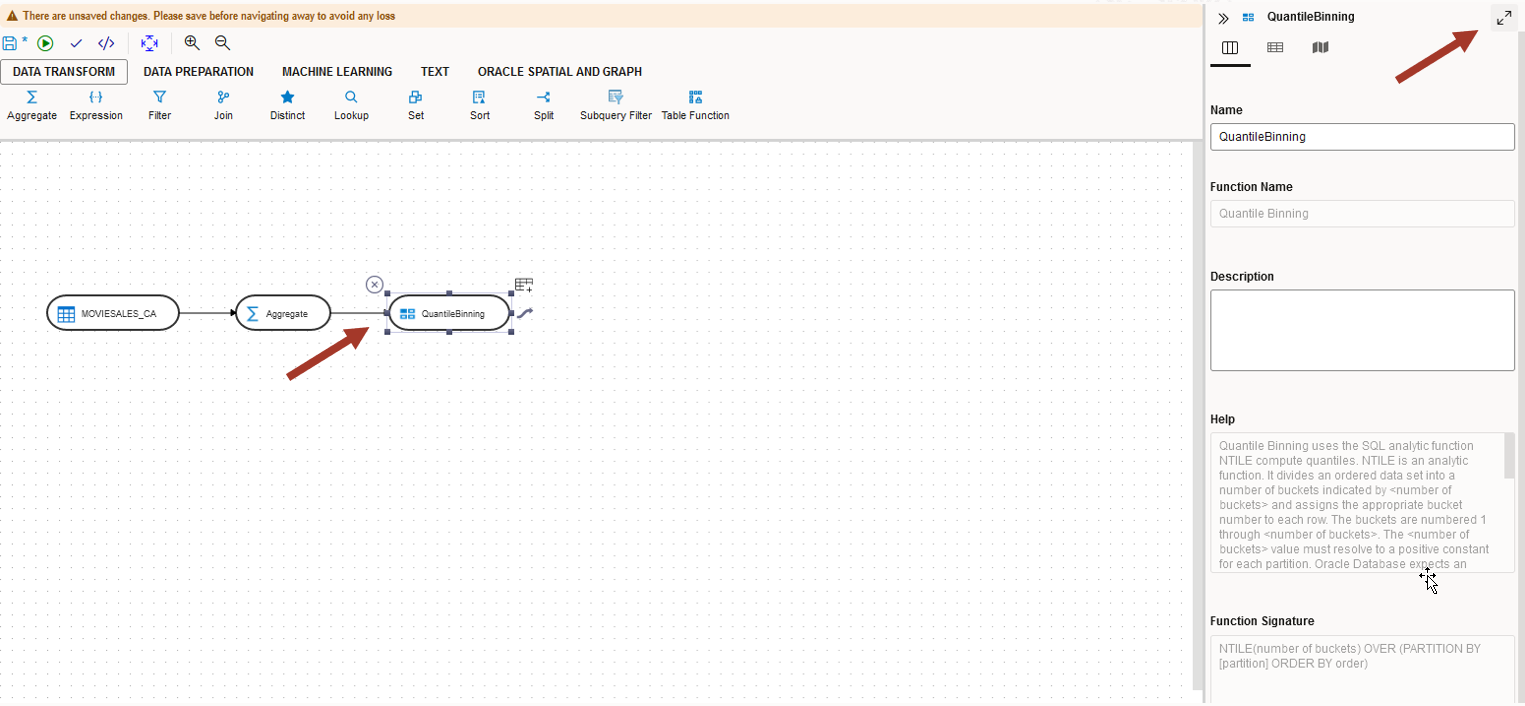 There are unsaved changes. Please save before navigating away to avoid any loss
DATA TRANSFORM DATA PREPARATION MACHINE LEARNING TEXT ORACLE SPATIAL AND GRAPH
Aggregate Expression Filter Join Distinct Lookup Set Sort Split Subquery Filter Table Function
MOVIESALES_CA Aggregate QuantileBinning
QuantileBinning
Name
QuantileBinning
Function Name
Quantile Binning
Description
Help
Quantile Binning uses the SQL analytic function
NTILE compute quantiles. NTILE is an analytic
function. It divides an ordered data set into a
number of buckets indicated by <number of
buckets> and assigns the appropriate bucket
number to each row. The buckets are numbered 1
through <number of buckets>. The <number of
buckets> value must resolve to a positive constant
for each partition. Oracle Database expects an
Function Signature
NTILE(number of buckets) OVER (PARTITION BY
[partition] ORDER BY order)